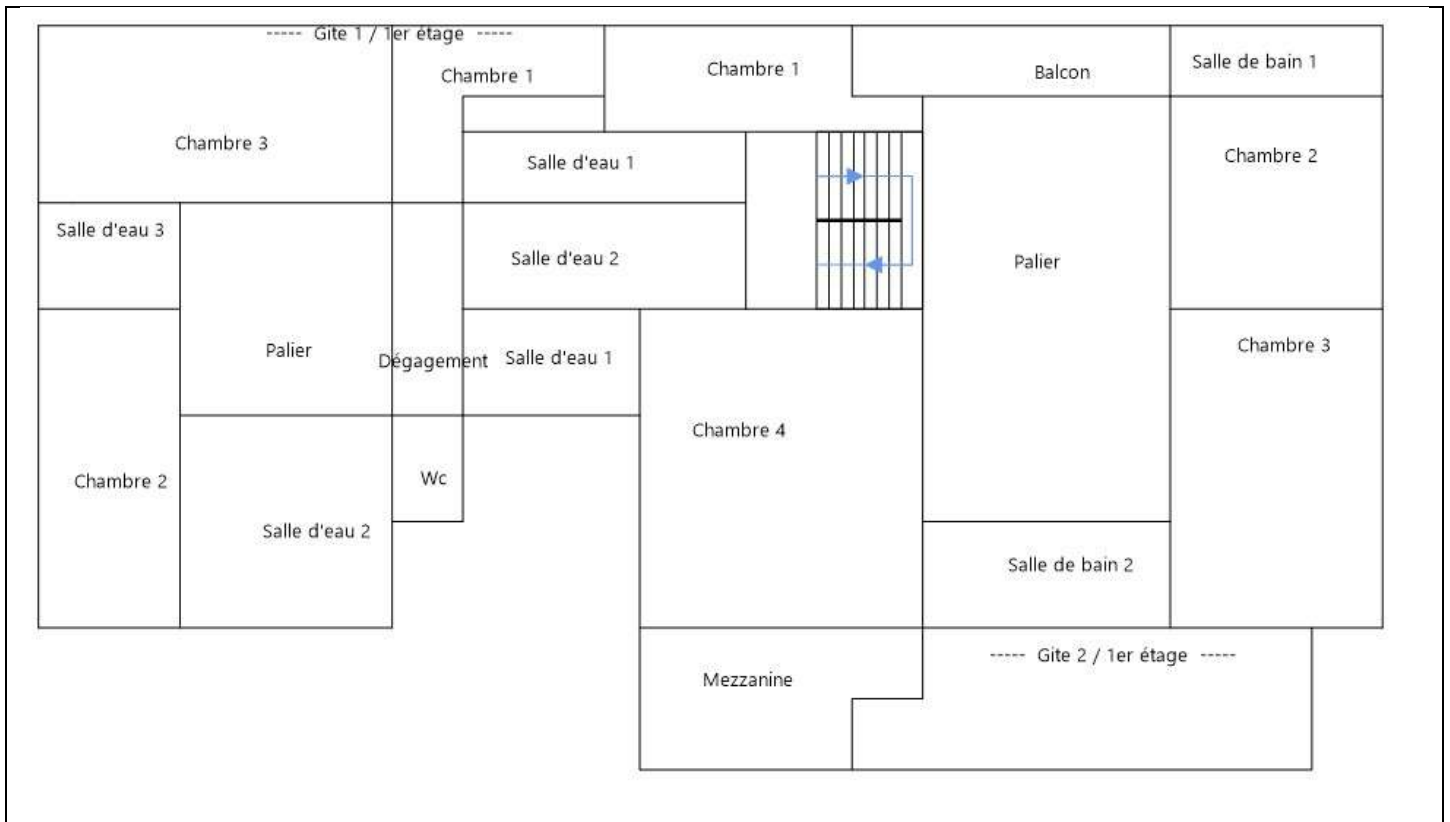 ----- Gite 1 / 1er étage -----
Chambre 1
Chambre 1
Balcon
Salle de bain 1
Chambre 3
Salle d'eau 1
Chambre 2
Salle d'eau 3
Salle d'eau 2
Palier
Palier
Dégagement
Salle d'eau 1
Chambre 3
Chambre 4
Chambre 2
Wc
Salle d'eau 2
Salle de bain 2
----- Gite 2 / 1er étage -----
Mezzanine